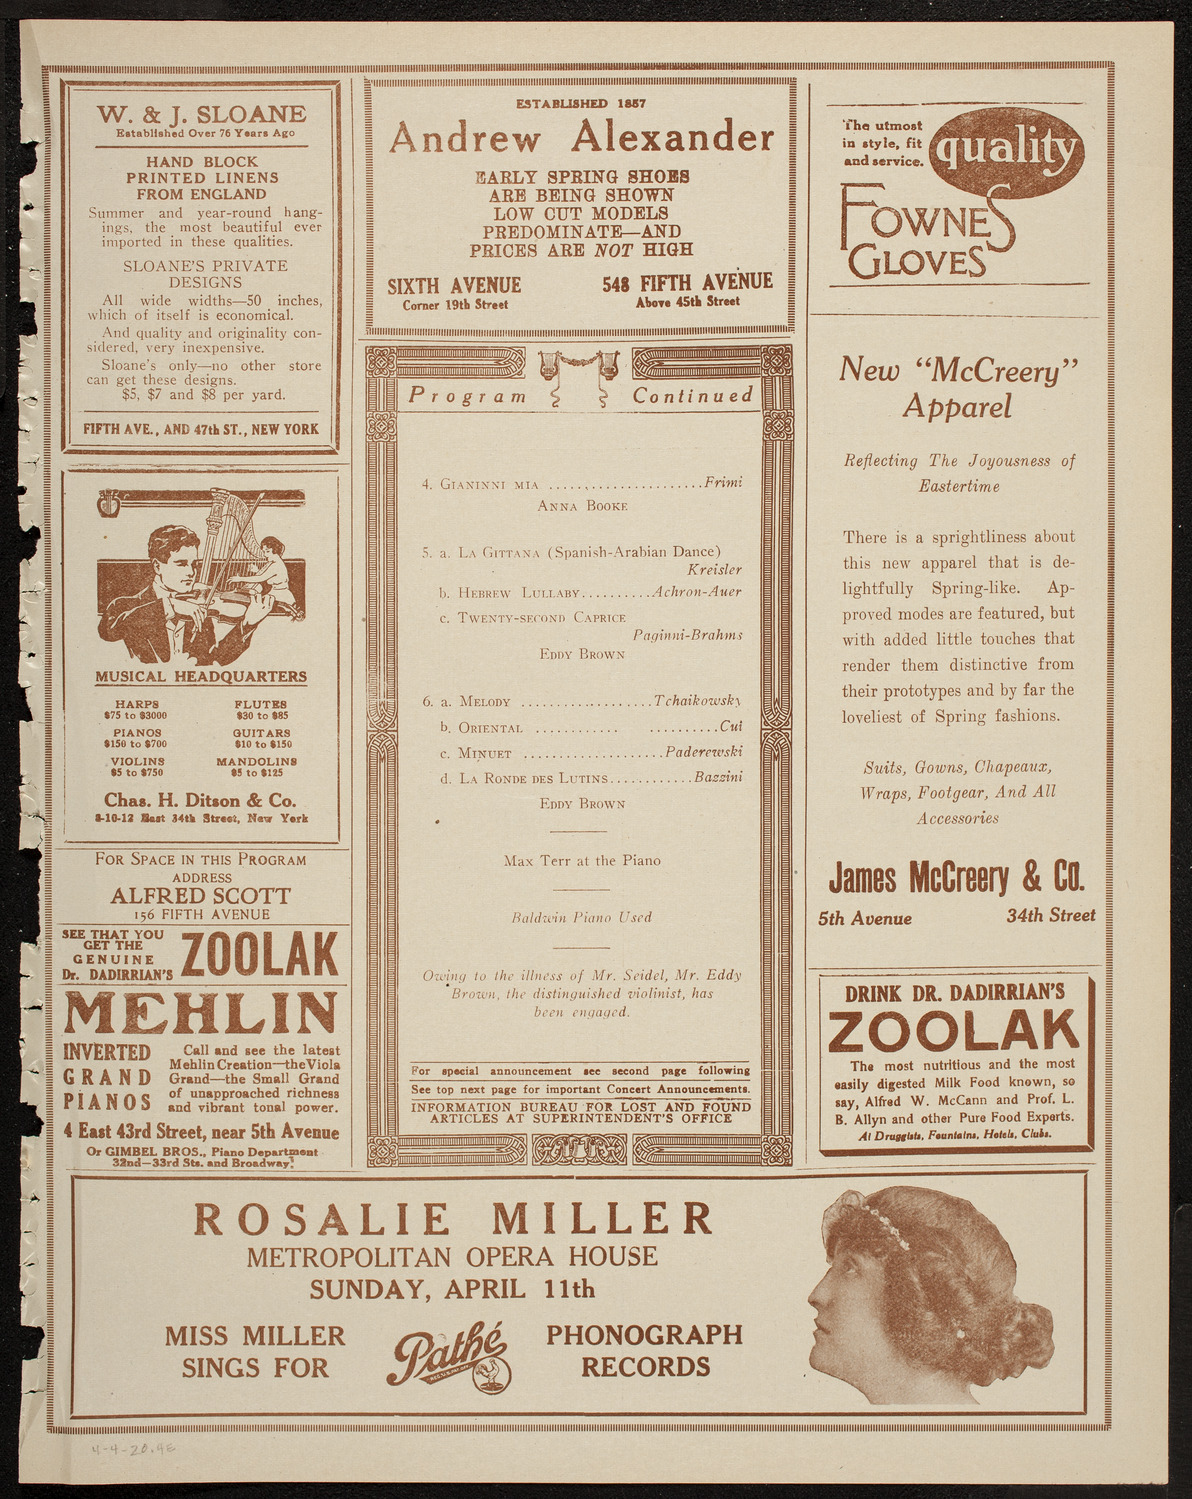 W. & J. SLOANE
Established Over 76 Years Ago
HAND BLOCK
PRINTED LINENS
FROM ENGLAND
Summer and year-round hang-
ings, the most beautiful ever
imported in these qualities.
SLOANE'S PRIVATE
DESIGNS
All wide widths—50 inches,
which of itself is economical.
And quality and originality con-
sidered, very inexpensive.
Sloane's only—no other store
can get these designs.
$5, $7 and $8 per yard.
FIFTH AVE., AND 47th ST., NEW YORK
MUSICAL HEADQUARTERS
HARPS
$75 to $3000
FLUTES
$30 to $85
PIANOS
$150 to $700
GUITARS
$10 to $150
VIOLINS
$5 to $750
MANDOLINS
$5 to $125
Chas. H. Ditson & Co.
8-10-12 East 34th Street, New York
FOR SPACE IN THIS PROGRAM
ADDRESS
ALFRED SCOTT
156 FIFTH AVENUE
SEE THAT YOU
GET THE
GENUINE
Dr. DADIRRIAN'S
ZOOLAK
MEHLIN
INVERTED
GRAND
PIANOS
Call and see the latest
Mehlin Creation—the Viola
Grand—the Small Grand
of unapproached richness
and vibrant tonal power.
4 East 43rd Street, near 5th Avenue
Or GIMBEL BROS., Piano Department
32nd—33rd Sts. and Broadway.
ESTABLISHED 1857
Andrew Alexander
EARLY SPRING SHOES
ARE BEING SHOWN
LOW CUT MODELS
PREDOMINATE—AND
PRICES ARE NOT HIGH
SIXTH AVENUE
Corner 19th Street
548 FIFTH AVENUE
Above 45th Street
Program Continued
4. GIANINNI MIA ......................Frimi
ANNA BOOKE
5. a. LA GITTANA (Spanish-Arabian Dance)
Kreisler
b. HEBREW LULLABY..........Achron-Auer
c. TWENTY-SECOND CAPRICE
Paginni-Brahms
EDDY BROWN
6. a. MELODY ...................Tchaikowsky
b. ORIENTAL ............ ..........Cui
c. MINUET ....................Paderewski
d. LA RONDE DES LUTINS............Bazzini
EDDY BROWN
Max Terr at the Piano
Baldwin Piano Used
Owing to the illness of Mr. Seidel, Mr. Eddy
Brown, the distinguished violinist, has
been engaged.
For special announcement see second page following
See top next page for important Concert Announcements.
INFORMATION BUREAU FOR LOST AND FOUND
ARTICLES AT SUPERINTENDENT'S OFFICE
The utmost
in style, fit
and service.
quality
FOWNES
GLOVES
New "McCreery"
Apparel
Reflecting The Joyousness of
Eastertime
There is a sprightliness about
this new apparel that is de-
lightfully Spring-like. Ap-
proved modes are featured, but
with added little touches that
render them distinctive from
their prototypes and by far the
loveliest of Spring fashions.
Suits, Gowns, Chapeaux,
Wraps, Footgear, And All
Accessories
James McCreery & Co.
5th Avenue 34th Street
DRINK DR. DADIRRIAN'S
ZOOLAK
The most nutritious and the most
easily digested Milk Food known, so
say, Alfred W. McCann and Prof. L.
B. Allyn and other Pure Food Experts.
At Druggists, Fountains, Hotels, Clubs.
ROSALIE MILLER
METROPOLITAN OPERA HOUSE
SUNDAY, APRIL 11th
MISS MILLER
SINGS FOR
Pathé
PHONOGRAPH
RECORDS
4-4-20.4E